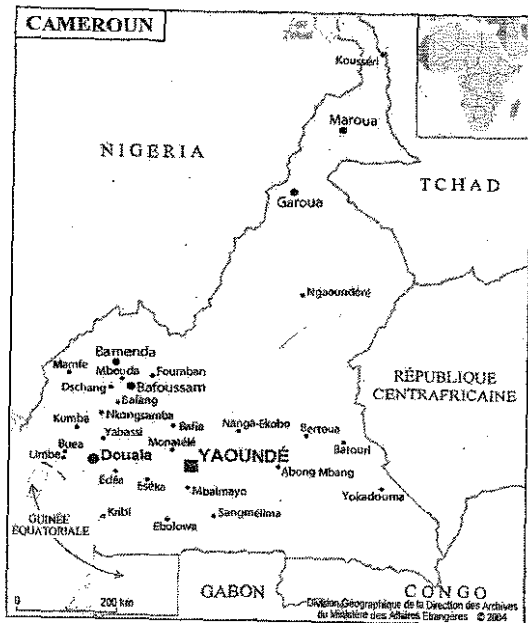 CAMEROUN
Kousséri
Maroua
NIGERIA
TCHAD
Garoua
Ngaoundéré
Bamenda
Mamfe
Mbouda
Foumban
Dschang
Bafoussam
Bafang
RÉPUBLIQUE
CENTRAFRICAINE
Kumba
Nkongsamba
Bafia
Nanga-Ekobo
Bertoua
Batouri
Buea
Yabassi
Monatélé
Limbe
Douala
YAOUNDÉ
Abong Mbang
Edéa
Eséka
Mbalmayo
Yokadouma
GUINÉE
ÉQUATORIALE
Kribi
Ebolowa
Sangmélima
GABON
CONGO
0 200 km
Division Géographique de la Direction des Archives
du Ministère des Affaires Etrangères © 2004